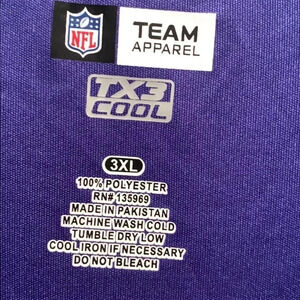 NFL
TEAM
APPAREL
TX3
COOL
3XL
100% POLYESTER
RN# 135969
MADE IN PAKISTAN
MACHINE WASH COLD
TUMBLE DRY LOW
COOL IRON IF NECESSARY
DO NOT BLEACH